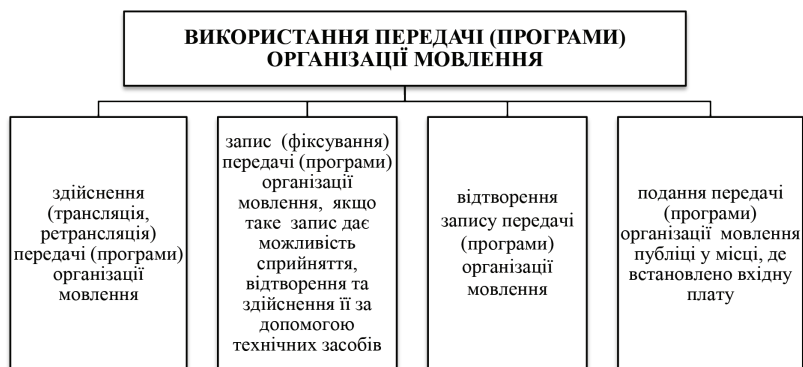 ВИКОРИСТАННЯ ПЕРЕДАЧІ (ПРОГРАМИ)
ОРГАНІЗАЦІЇ МОВЛЕННЯ
здійснення
(трансляція,
ретрансляція)
передачі (програми)
організації
мовлення
запис (фіксування)
передачі (програми)
організації
мовлення, якщо
таке запис дає
можливість
сприйняття,
відтворення та
здійснення її за
допомогою
технічних засобів
відтворення
запису передачі
(програми)
організації
мовлення
подання передачі
(програми)
організації мовлення
публіці у місці, де
встановлено вхідну
плату